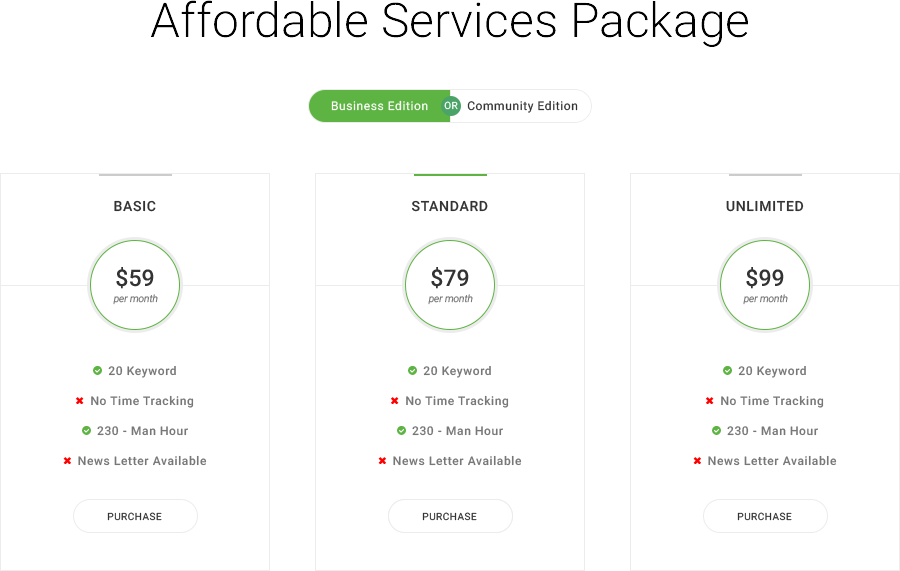 Affordable Services Package
Business Edition OR Community Edition
BASIC
$59
per month
20 Keyword
No Time Tracking
230 - Man Hour
News Letter Available
PURCHASE
STANDARD
$79
per month
20 Keyword
No Time Tracking
230 - Man Hour
News Letter Available
PURCHASE
UNLIMITED
$99
per month
20 Keyword
No Time Tracking
230 - Man Hour
News Letter Available
PURCHASE